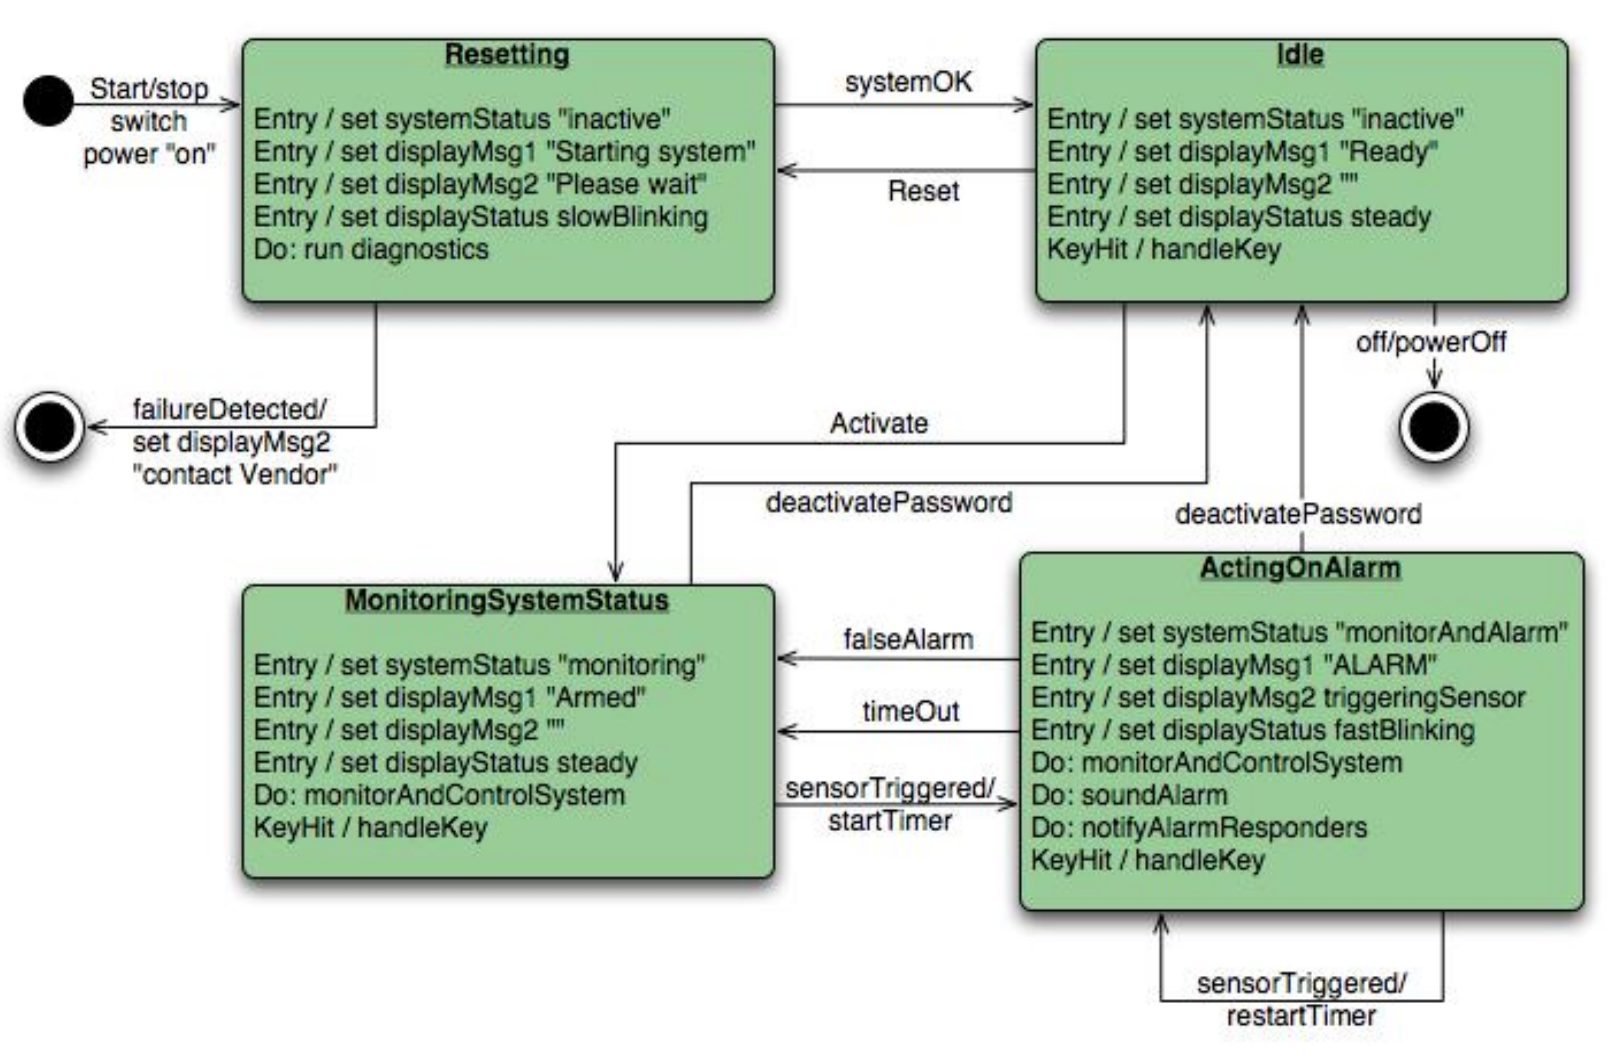 Start/stop
switch
power "on"
Resetting
Entry / set systemStatus "inactive"
Entry / set displayMsg1 "Starting system"
Entry / set displayMsg2 "Please wait"
Entry / set displayStatus slowBlinking
Do: run diagnostics
systemOK
Reset
Idle
Entry / set systemStatus "inactive"
Entry / set displayMsg1 "Ready"
Entry / set displayMsg2 ""
Entry / set displayStatus steady
KeyHit / handleKey
off/powerOff
failureDetected/
set displayMsg2
"contact Vendor"
Activate
deactivatePassword
deactivatePassword
MonitoringSystemStatus
Entry / set systemStatus "monitoring"
Entry / set displayMsg1 "Armed"
Entry / set displayMsg2 ""
Entry / set displayStatus steady
Do: monitorAndControlSystem
KeyHit / handleKey
falseAlarm
timeOut
sensorTriggered/
startTimer
ActingOnAlarm
Entry / set systemStatus "monitorAndAlarm"
Entry / set displayMsg1 "ALARM"
Entry / set displayMsg2 triggeringSensor
Entry / set displayStatus fastBlinking
Do: monitorAndControlSystem
Do: soundAlarm
Do: notifyAlarmResponders
KeyHit / handleKey
sensorTriggered/
restartTimer